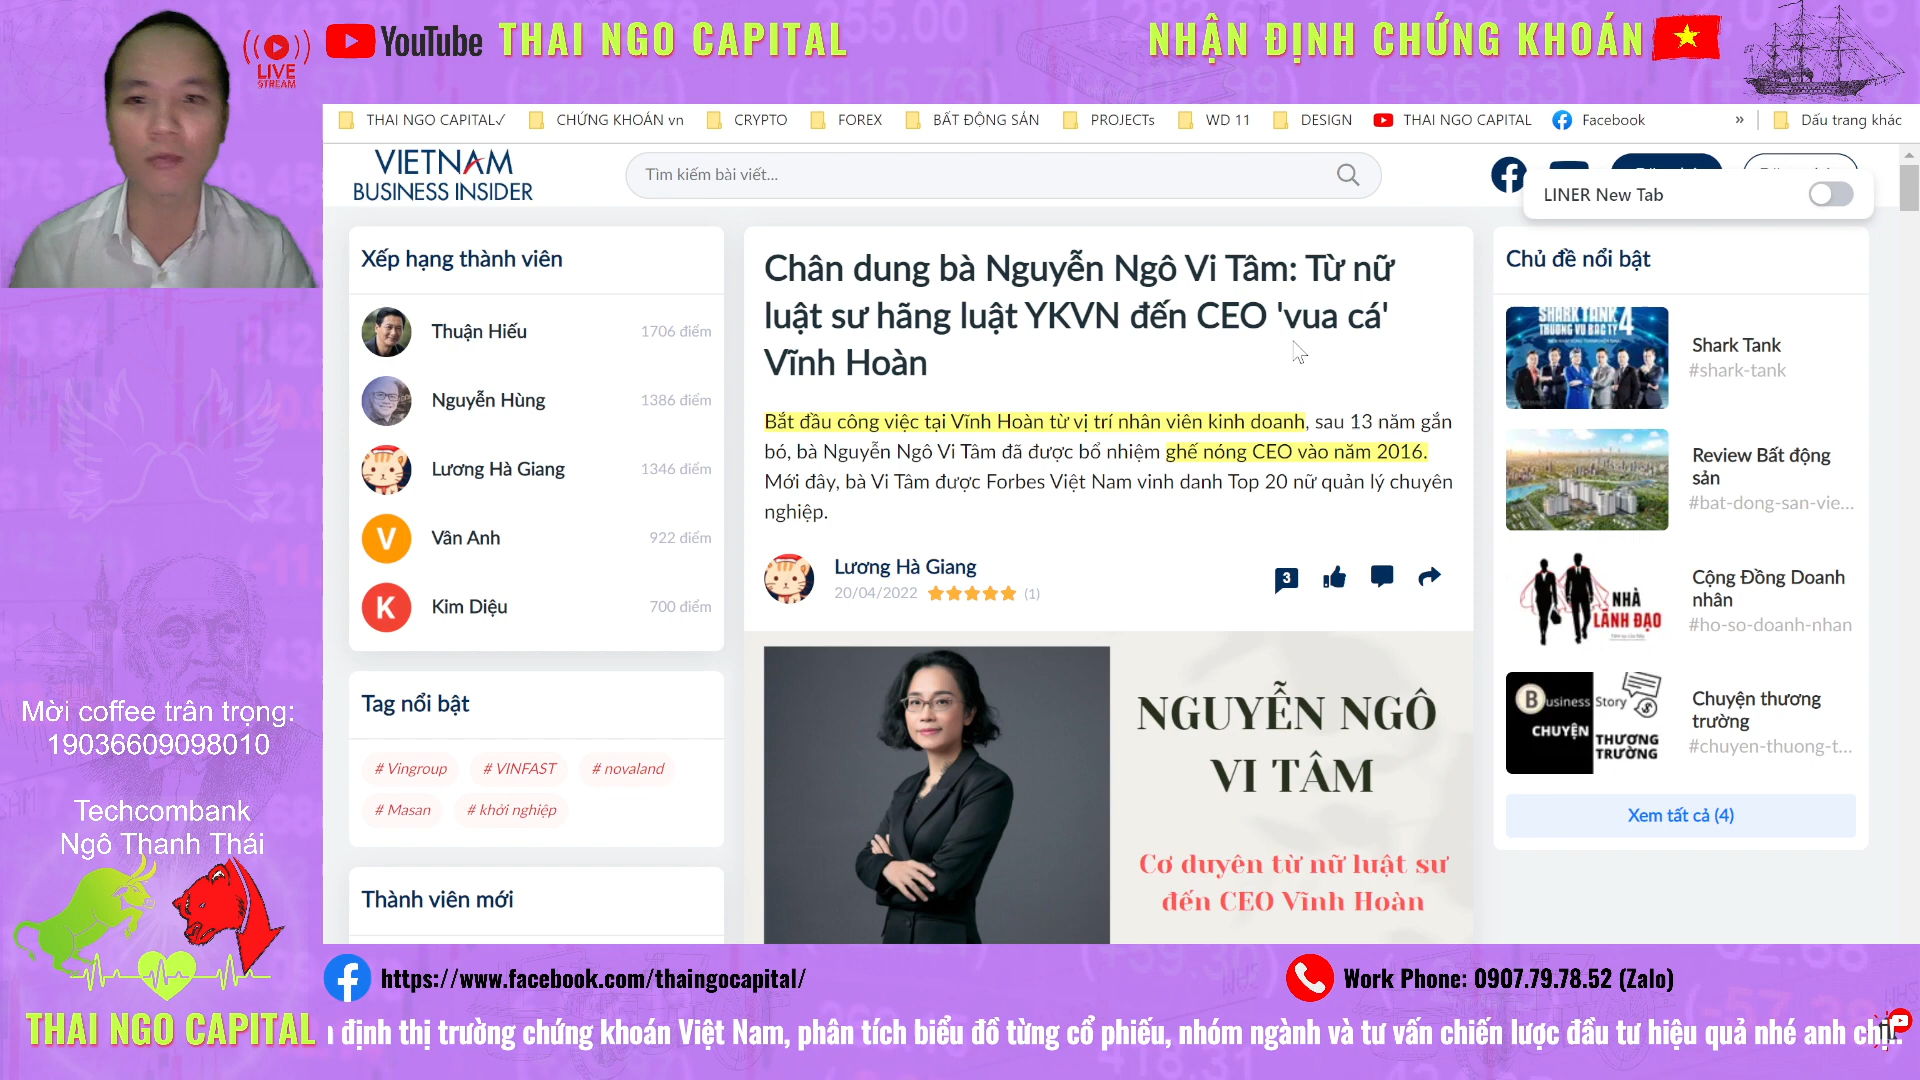 LIVE
STREAM
YouTube
THAI NGO CAPITAL
NHẬN ĐỊNH CHỨNG KHOÁN
THAI NGO CAPITAL✓
CHỨNG KHOÁN vn
CRYPTO
FOREX
BẤT ĐỘNG SẢN
PROJECTs
WD 11
DESIGN
THAI NGO CAPITAL
Facebook
»
Dấu trang khác
VIETNAM
BUSINESS INSIDER
Tìm kiếm bài viết...
LINER New Tab
Xếp hạng thành viên
Thuận Hiếu
1706 điểm
Nguyễn Hùng
1386 điểm
Lương Hà Giang
1346 điểm
V
Vân Anh
922 điểm
K
Kim Diệu
700 điểm
Tag nổi bật
# Vingroup
# VINFAST
# novaland
# Masan
# khởi nghiệp
Thành viên mới
Chân dung bà Nguyễn Ngô Vi Tâm: Từ nữ
luật sư hãng luật YKVN đến CEO 'vua cá'
Vĩnh Hoàn
Bắt đầu công việc tại Vĩnh Hoàn từ vị trí nhân viên kinh doanh, sau 13 năm gắn
bó, bà Nguyễn Ngô Vi Tâm đã được bổ nhiệm ghế nóng CEO vào năm 2016.
Mới đây, bà Vi Tâm được Forbes Việt Nam vinh danh Top 20 nữ quản lý chuyên
nghiệp.
Lương Hà Giang
20/04/2022
(1)
3
NGUYỄN NGÔ
VI TÂM
Cơ duyên từ nữ luật sư
đến CEO Vĩnh Hoàn
Chủ đề nổi bật
SHARK TANK
THƯƠNG VỤ BẠC TỶ 4
Shark Tank
#shark-tank
Review Bất động
sản
#bat-dong-san-vie...
NHÀ
LÃNH ĐẠO
Cộng Đồng Doanh
nhân
#ho-so-doanh-nhan
Business Story
CHUYỆN
THƯƠNG
TRƯỜNG
Chuyện thương
trường
#chuyen-thuong-t...
Xem tất cả (4)
Mời coffee trân trọng:
19036609098010
Techcombank
Ngô Thanh Thái
THAI NGO CAPITAL
https://www.facebook.com/thaingocapital/
Work Phone: 0907.79.78.52 (Zalo)
định thị trường chứng khoán Việt Nam, phân tích biểu đồ từng cổ phiếu, nhóm ngành và tư vấn chiến lược đầu tư hiệu quả nhé anh